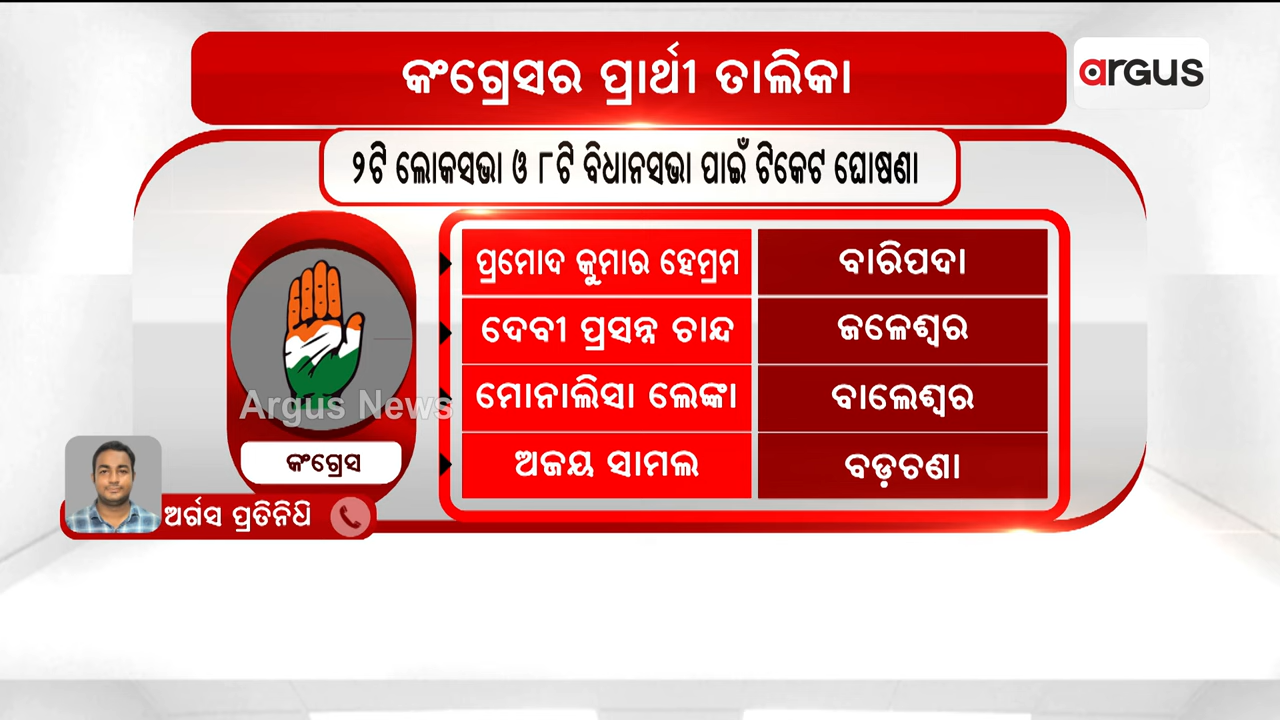 କଂଗ୍ରେସର ପ୍ରାର୍ଥୀ ତାଲିକା
argus
୨ଟି ଲୋକସଭା ଓ ୮ଟି ବିଧାନସଭା ପାଇଁ ଟିକେଟ ଘୋଷଣା
ପ୍ରମୋଦ କୁମାର ହେମ୍ରମ ବାରିପଦା
ଦେବୀ ପ୍ରସନ୍ନ ଚାନ୍ଦ ଜଳେଶ୍ୱର
ମୋନାଲିସା ଲେଙ୍କା ବାଲେଶ୍ୱର
ଅଜୟ ସାମଲ ବଡ଼ଚଣା
Argus News
କଂଗ୍ରେସ
ଅର୍ଗସ ପ୍ରତିନିଧି